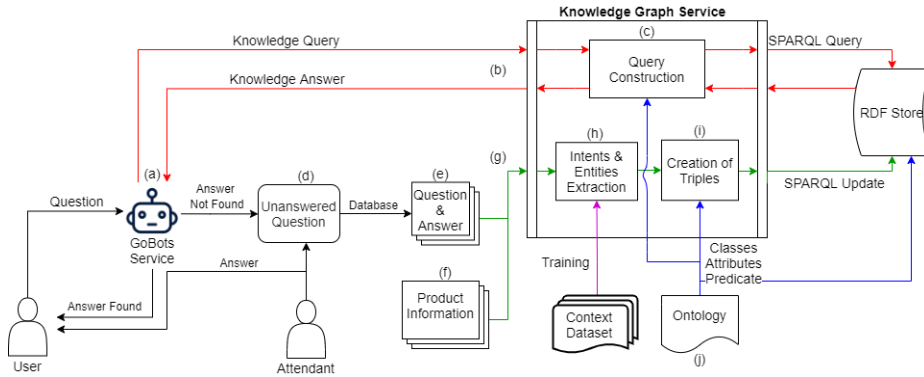 Knowledge Graph Service
Knowledge Query
(c)
SPARQL Query
(b)
Query
Construction
Knowledge Answer
RDF Store
(a)
(d)
(e)
(g)
(h)
(i)
Question
Answer
Not Found
Unanswered
Question
Database
Question
&
Answer
Intents &
Entities
Extraction
Creation of
Triples
SPARQL Update
GoBots
Service
Answer
(f)
Product
Information
Training
Classes
Attributes
Predicate
Answer Found
Context
Dataset
Ontology
(j)
User
Attendant